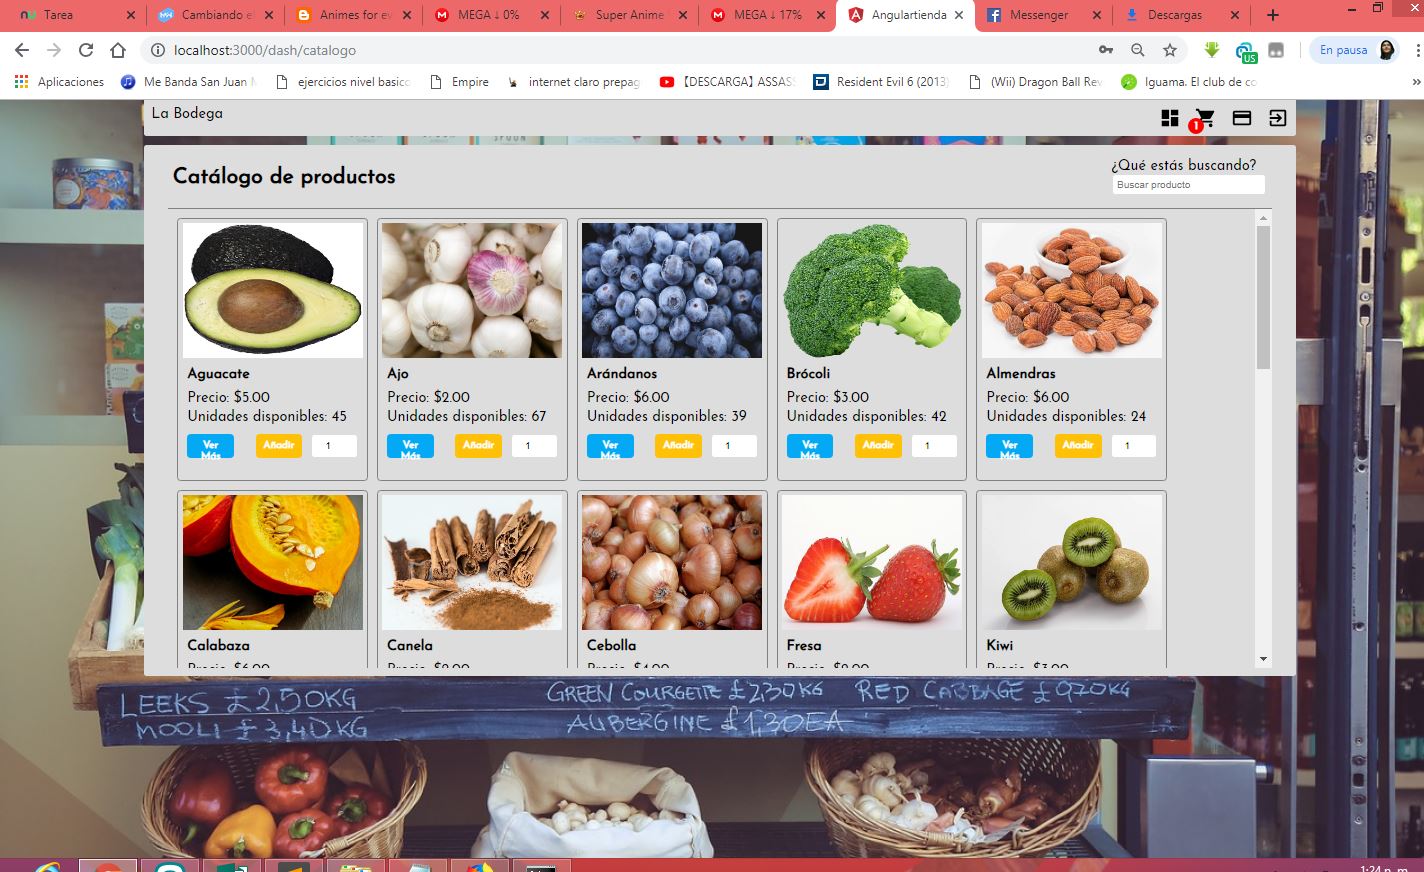 Tarea
Cambiando e
Animes for ev
MEGA ↓ 0%
Super Anime
MEGA ↓ 17%
Angulartienda
Messenger
Descargas
localhost:3000/dash/catalogo
En pausa
Aplicaciones
Me Banda San Juan
ejercicios nivel basico
Empire
internet claro prepag
【DESCARGA】 ASSASS
Resident Evil 6 (2013)
(Wii) Dragon Ball Rev
Iguama. El club de co
»
US
La Bodega
1
Catálogo de productos
¿Qué estás buscando?
Buscar producto
Aguacate
Precio: $5.00
Unidades disponibles: 45
Ver Más
Añadir
1
Ajo
Precio: $2.00
Unidades disponibles: 67
Ver Más
Añadir
1
Arándanos
Precio: $6.00
Unidades disponibles: 39
Ver Más
Añadir
1
Brócoli
Precio: $3.00
Unidades disponibles: 42
Ver Más
Añadir
1
Almendras
Precio: $6.00
Unidades disponibles: 24
Ver Más
Añadir
1
Calabaza
Precio: $6.00
Canela
Precio: $2.00
Cebolla
Precio: $4.00
Fresa
Precio: $2.00
Kiwi
Precio: $3.00
LEEKS £2,50KG
MOOLI £3,40KG
GREEN COURGETTE £2,30KG
RED CABBAGE £0,70KG
AUBERGINE £1,30EA
1:24 p. m.